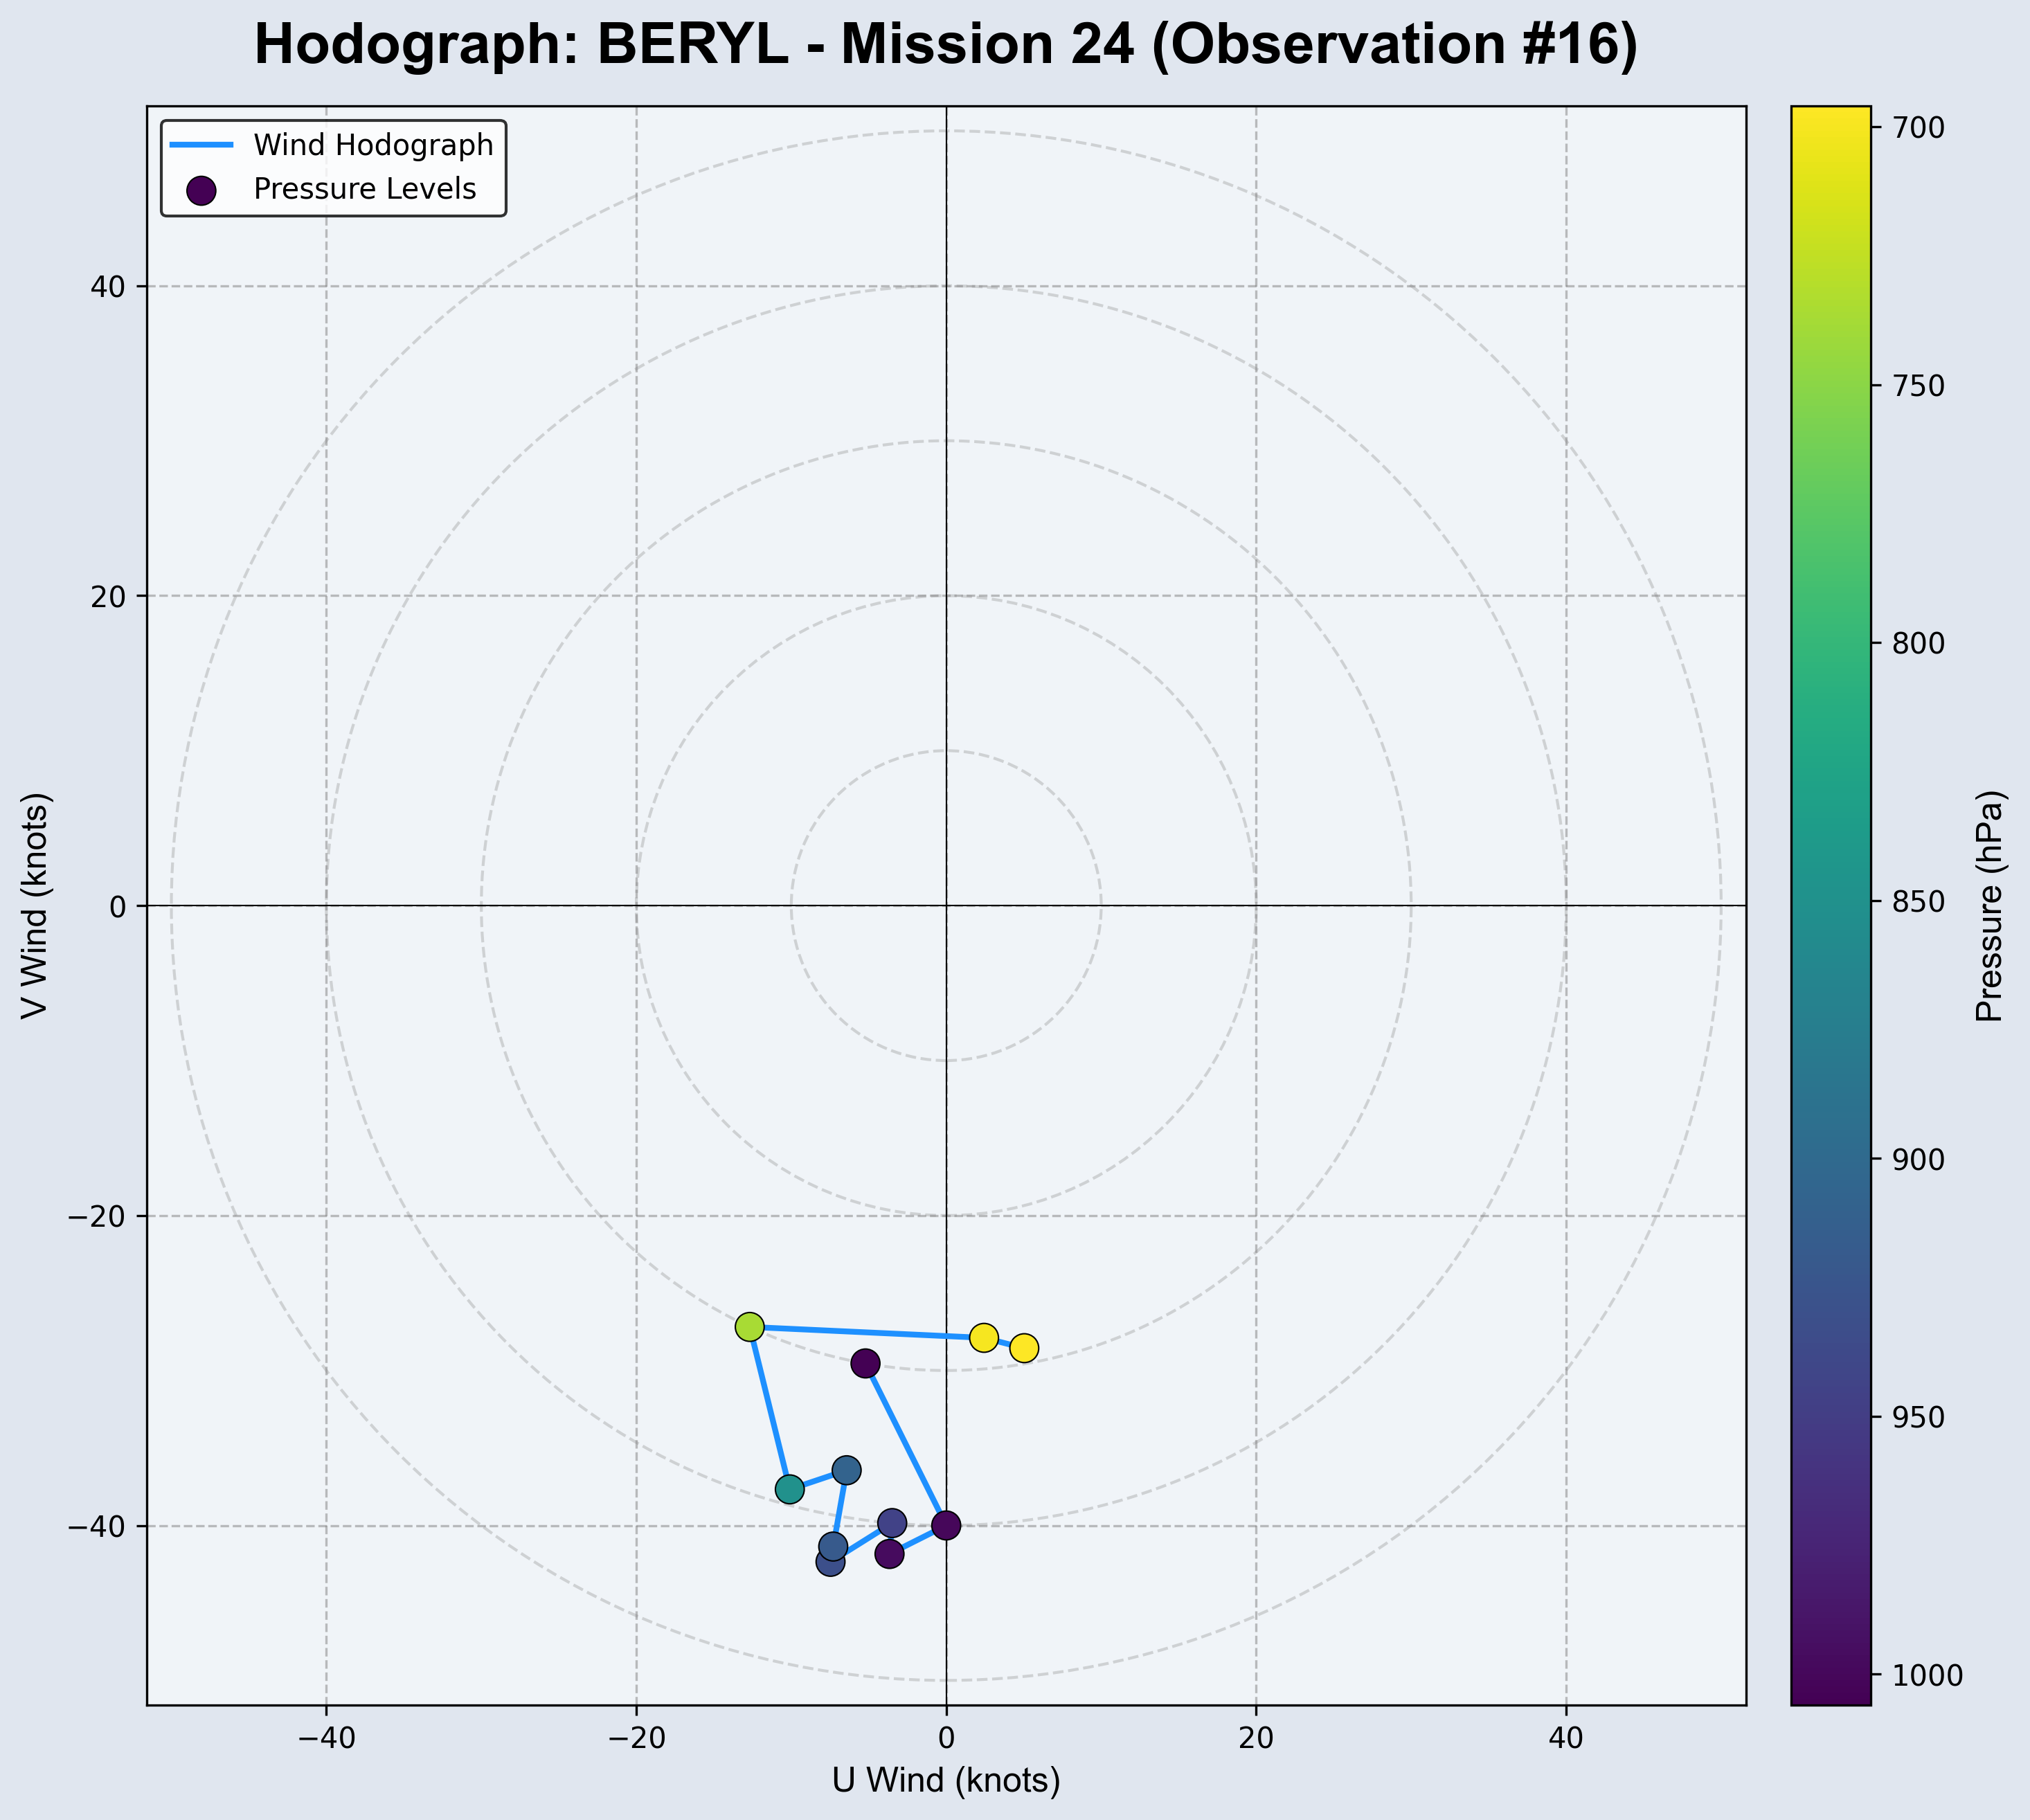 Hodograph: BERYL - Mission 24 (Observation #16)
Wind Hodograph
Pressure Levels
40
20
0
−20
−40
V Wind (knots)
−40
−20
0
20
40
U Wind (knots)
700
750
800
850
900
950
1000
Pressure (hPa)